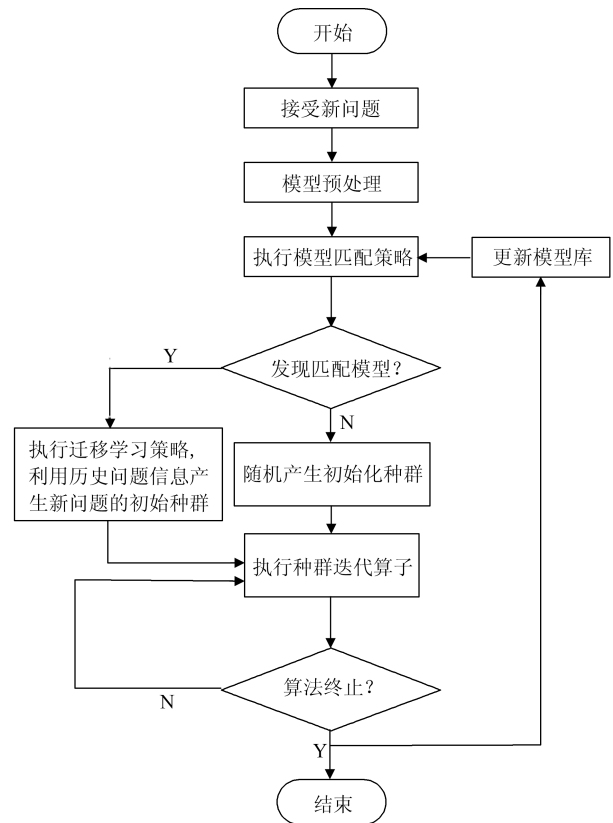 开始
接受新问题
模型预处理
执行模型匹配策略
更新模型库
发现匹配模型?
Y
N
执行迁移学习策略,
利用历史问题信息产
生新问题的初始种群
随机产生初始化种群
执行种群迭代算子
算法终止?
N
Y
结束